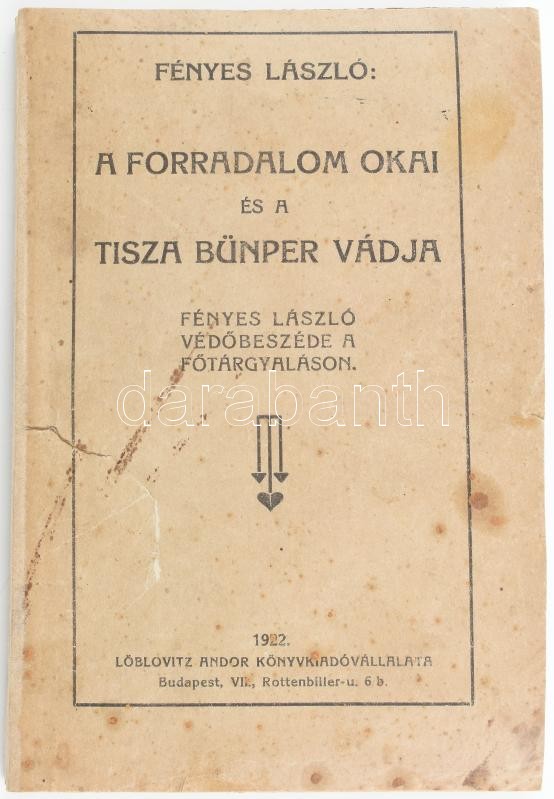 FÉNYES LÁSZLÓ:
A FORRADALOM OKAI
ÉS A
TISZA BÜNPER VÁDJA
FÉNYES LÁSZLÓ
VÉDŐBESZÉDE A
FŐTÁRGYALÁSON.
darabanth
1922.
LÖBLOVITZ ANDOR KÖNYVKIADÓVÁLLALATA
Budapest, VII., Rottenbiller-u. 6 b.